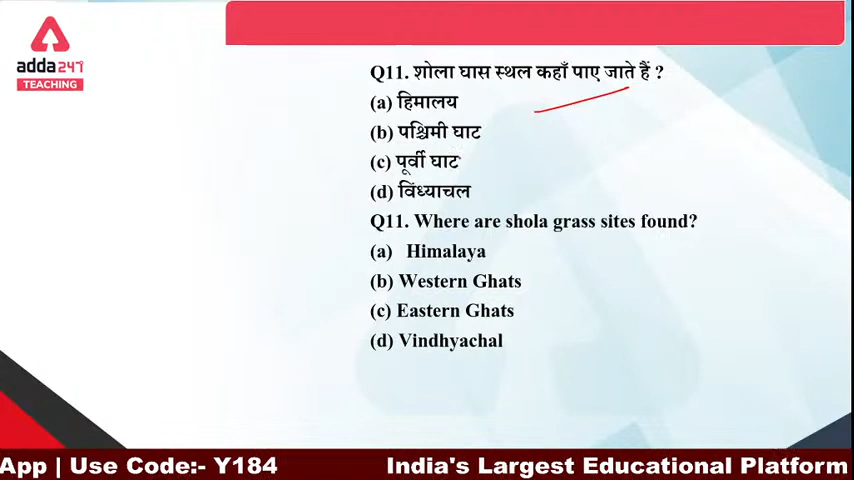 adda247
TEACHING
Q11. शोला घास स्थल कहाँ पाए जाते हैं ?
(a) हिमालय
(b) पश्चिमी घाट
(c) पूर्वी घाट
(d) विंध्याचल
Q11. Where are shola grass sites found?
(a) Himalaya
(b) Western Ghats
(c) Eastern Ghats
(d) Vindhyachal
App | Use Code:- Y184 India's Largest Educational Platform